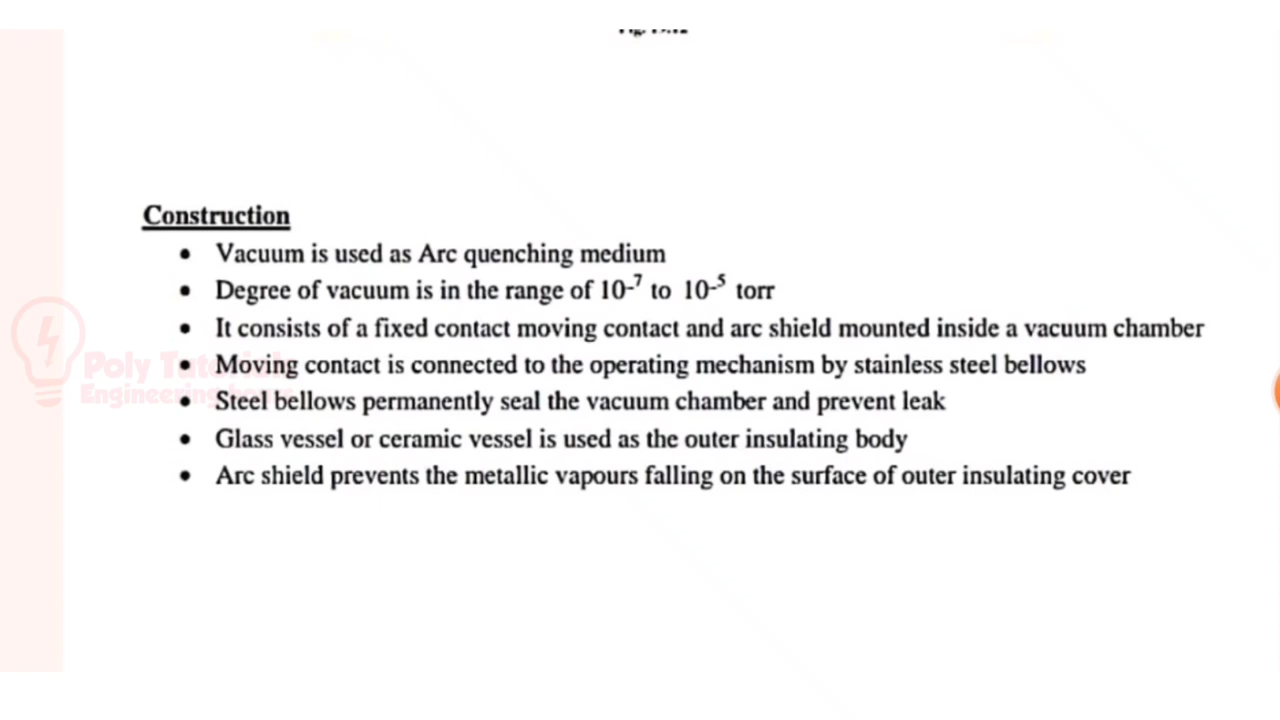 Construction
• Vacuum is used as Arc quenching medium
• Degree of vacuum is in the range of 10⁻⁷ to 10⁻⁵ torr
• It consists of a fixed contact moving contact and arc shield mounted inside a vacuum chamber
• Moving contact is connected to the operating mechanism by stainless steel bellows
• Steel bellows permanently seal the vacuum chamber and prevent leak
• Glass vessel or ceramic vessel is used as the outer insulating body
• Arc shield prevents the metallic vapours falling on the surface of outer insulating cover
Poly Tutorials
Engineering